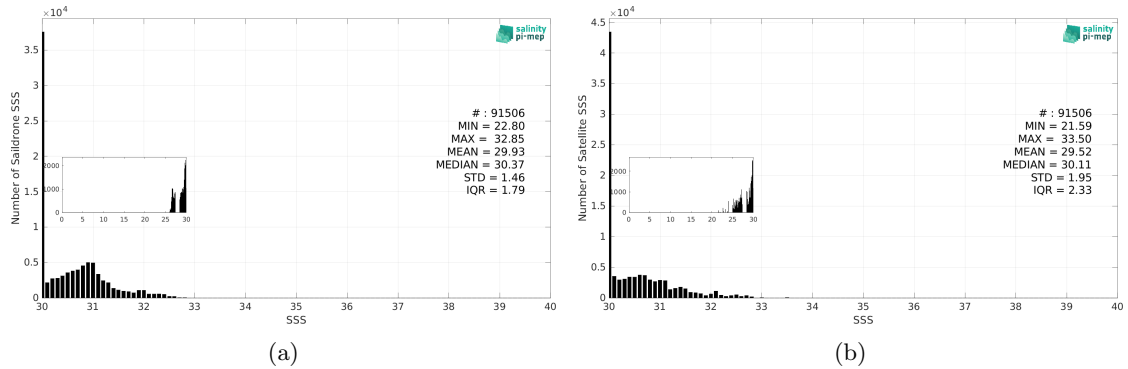 ×10^4
salinity
pi-mep
3.5
3
2.5
2
1.5
1
0.5
0
Number of Saildrone SSS
# : 91506
MIN = 22.80
MAX = 32.85
MEAN = 29.93
MEDIAN = 30.37
STD = 1.46
IQR = 1.79
2000
1000
0
0 5 10 15 20 25 30
30 31 32 33 34 35 36 37 38 39 40
SSS
(a)
×10^4
salinity
pi-mep
4.5
4
3.5
3
2.5
2
1.5
1
0.5
0
Number of Satellite SSS
# : 91506
MIN = 21.59
MAX = 33.50
MEAN = 29.52
MEDIAN = 30.11
STD = 1.95
IQR = 2.33
2000
1000
0
0 5 10 15 20 25 30
30 31 32 33 34 35 36 37 38 39 40
SSS
(b)